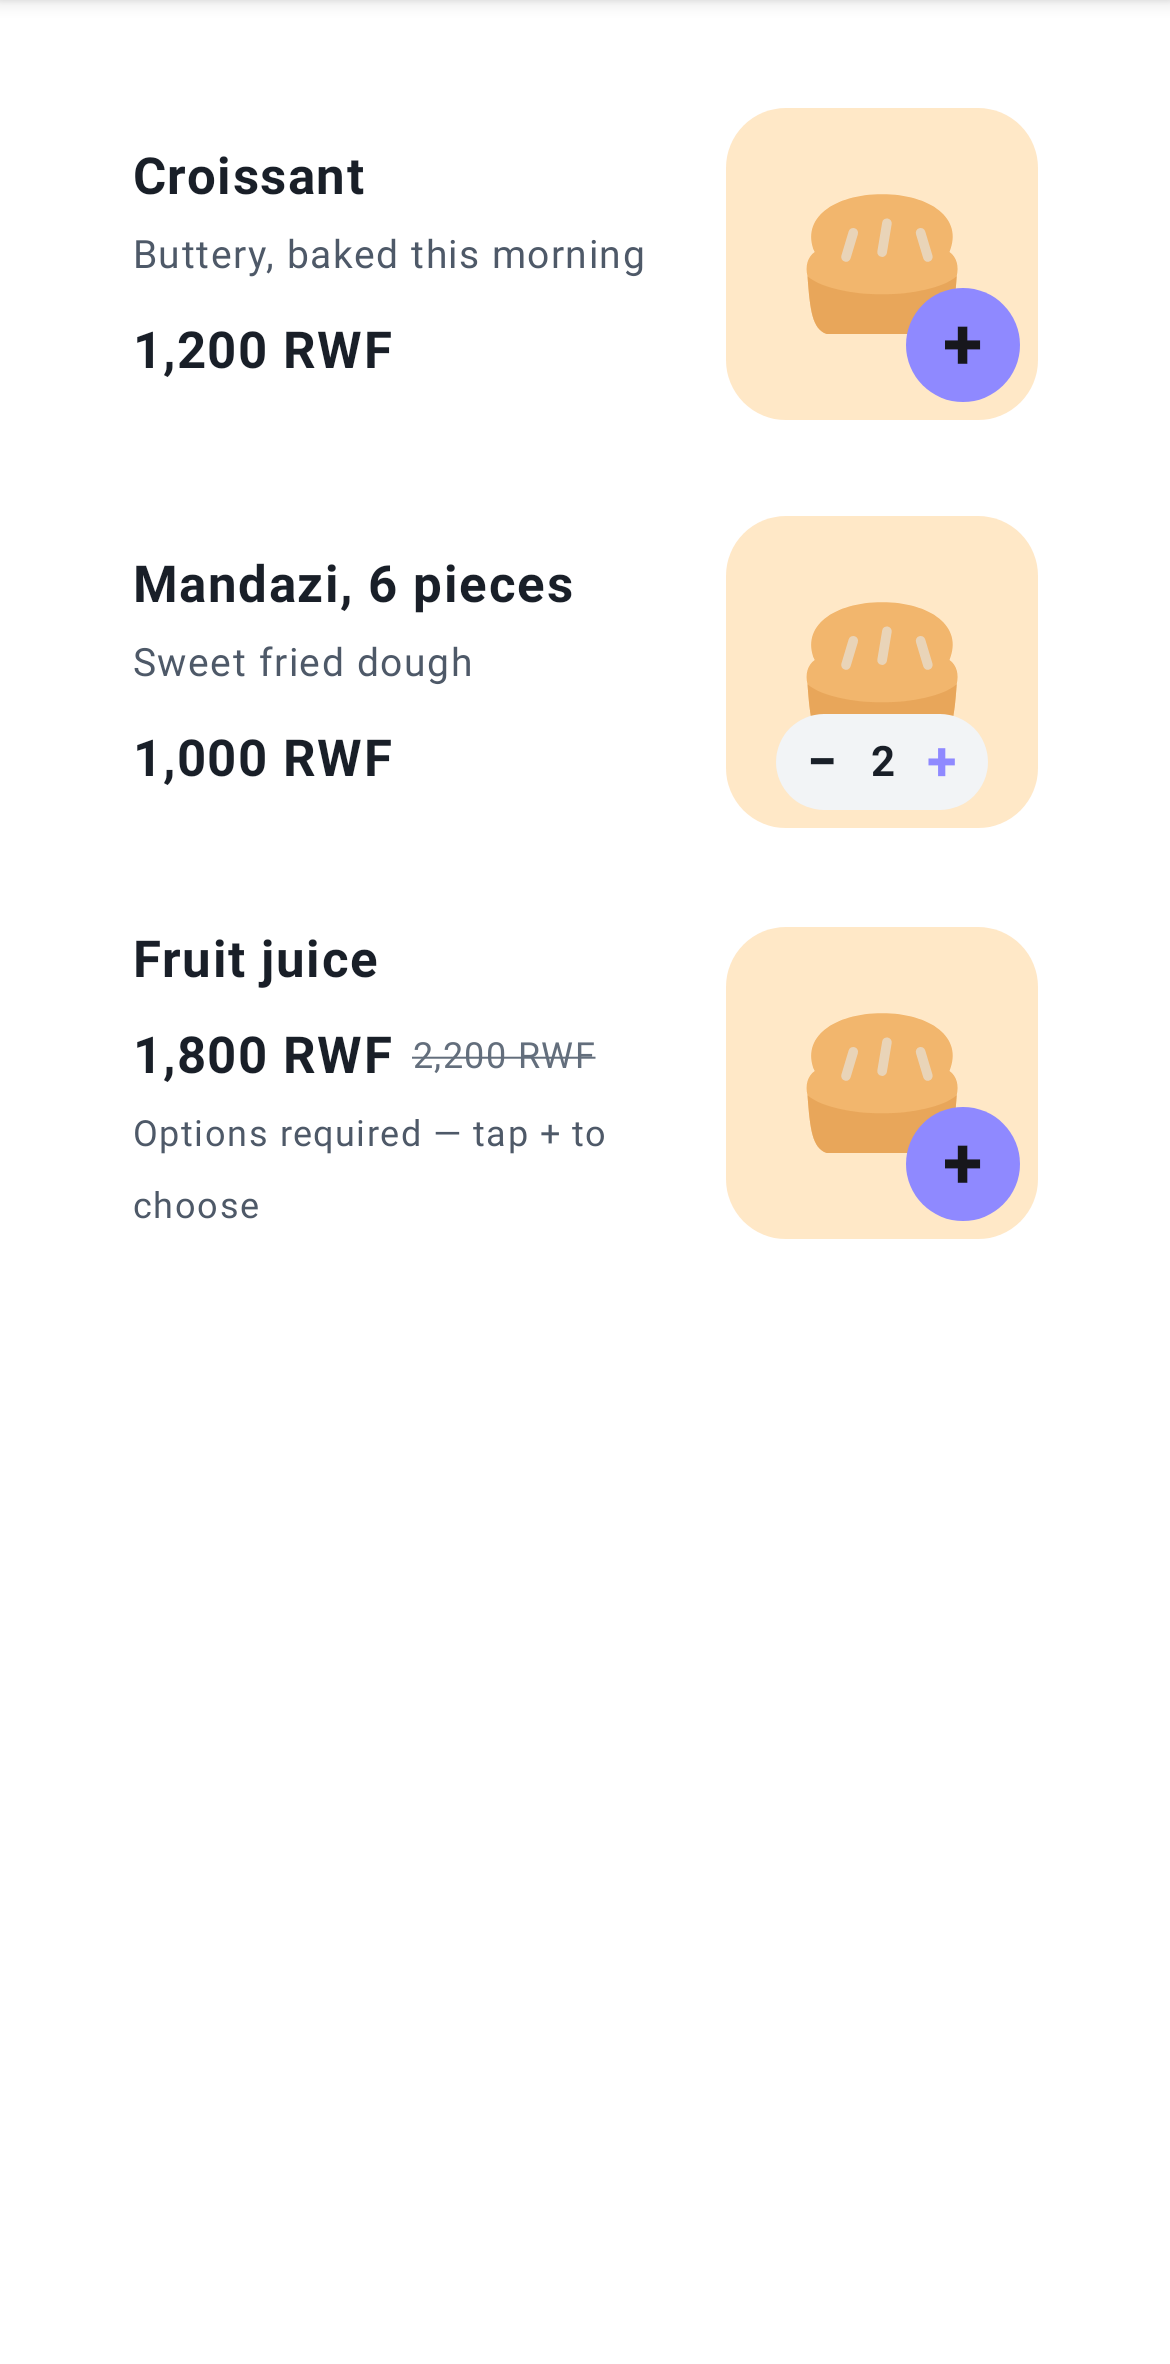 Croissant
Buttery, baked this morning
1,200 RWF
+
Mandazi, 6 pieces
Sweet fried dough
1,000 RWF
− 2 +
Fruit juice
1,800 RWF 2,200 RWF
Options required — tap + to
choose
+